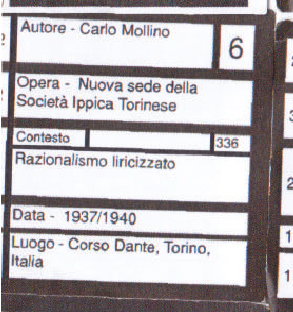 Autore - Carlo Mollino
6
Opera - Nuova sede della
Società Ippica Torinese
Contesto
336
Razionalismo liricizzato
Data - 1937/1940
Luogo - Corso Dante, Torino,
Italia